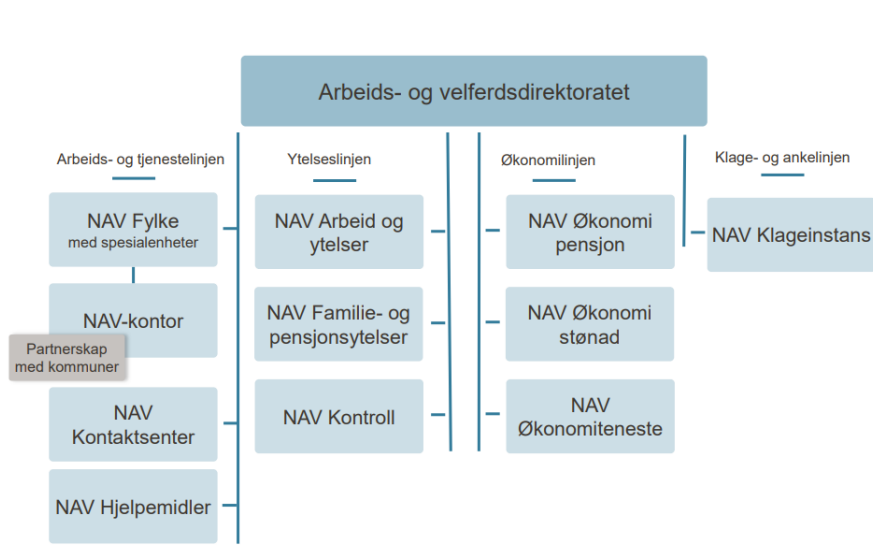 Arbeids- og velferdsdirektoratet
Arbeids- og tjenestelinjen
NAV Fylke
med spesialenheter
NAV-kontor
Partnerskap
med kommuner
NAV
Kontaktsenter
NAV Hjelpemidler
Ytelseslinjen
NAV Arbeid og
ytelser
NAV Familie- og
pensjonsytelser
NAV Kontroll
Økonomilinjen
NAV Økonomi
pensjon
NAV Økonomi
stønad
NAV
Økonomiteneste
Klage- og ankelinjen
NAV Klageinstans